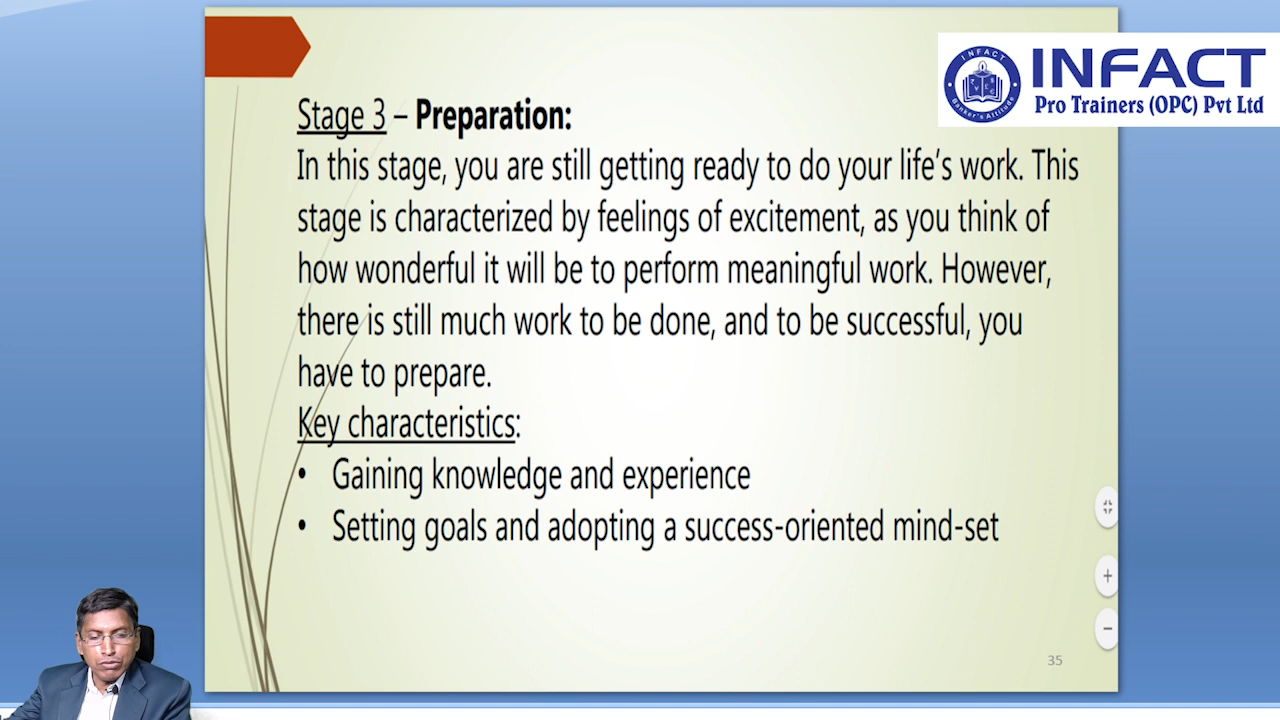 INFACT
Pro Trainers (OPC) Pvt Ltd
INFACT
Banker's Attitude
Stage 3 – Preparation:
In this stage, you are still getting ready to do your life's work. This
stage is characterized by feelings of excitement, as you think of
how wonderful it will be to perform meaningful work. However,
there is still much work to be done, and to be successful, you
have to prepare.
Key characteristics:
• Gaining knowledge and experience
• Setting goals and adopting a success-oriented mind-set
35